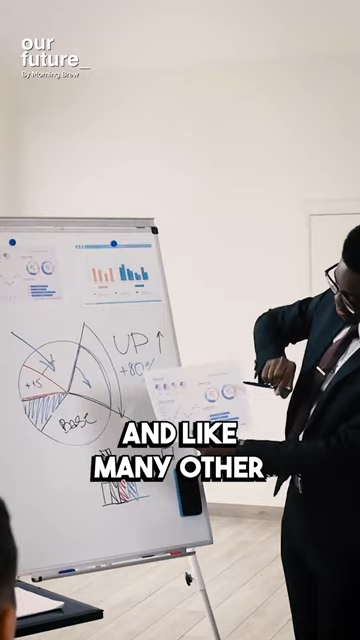 our
future_
By Morning Brew
UP ↑
+80%
+15
BASE
AND LIKE
MANY OTHER